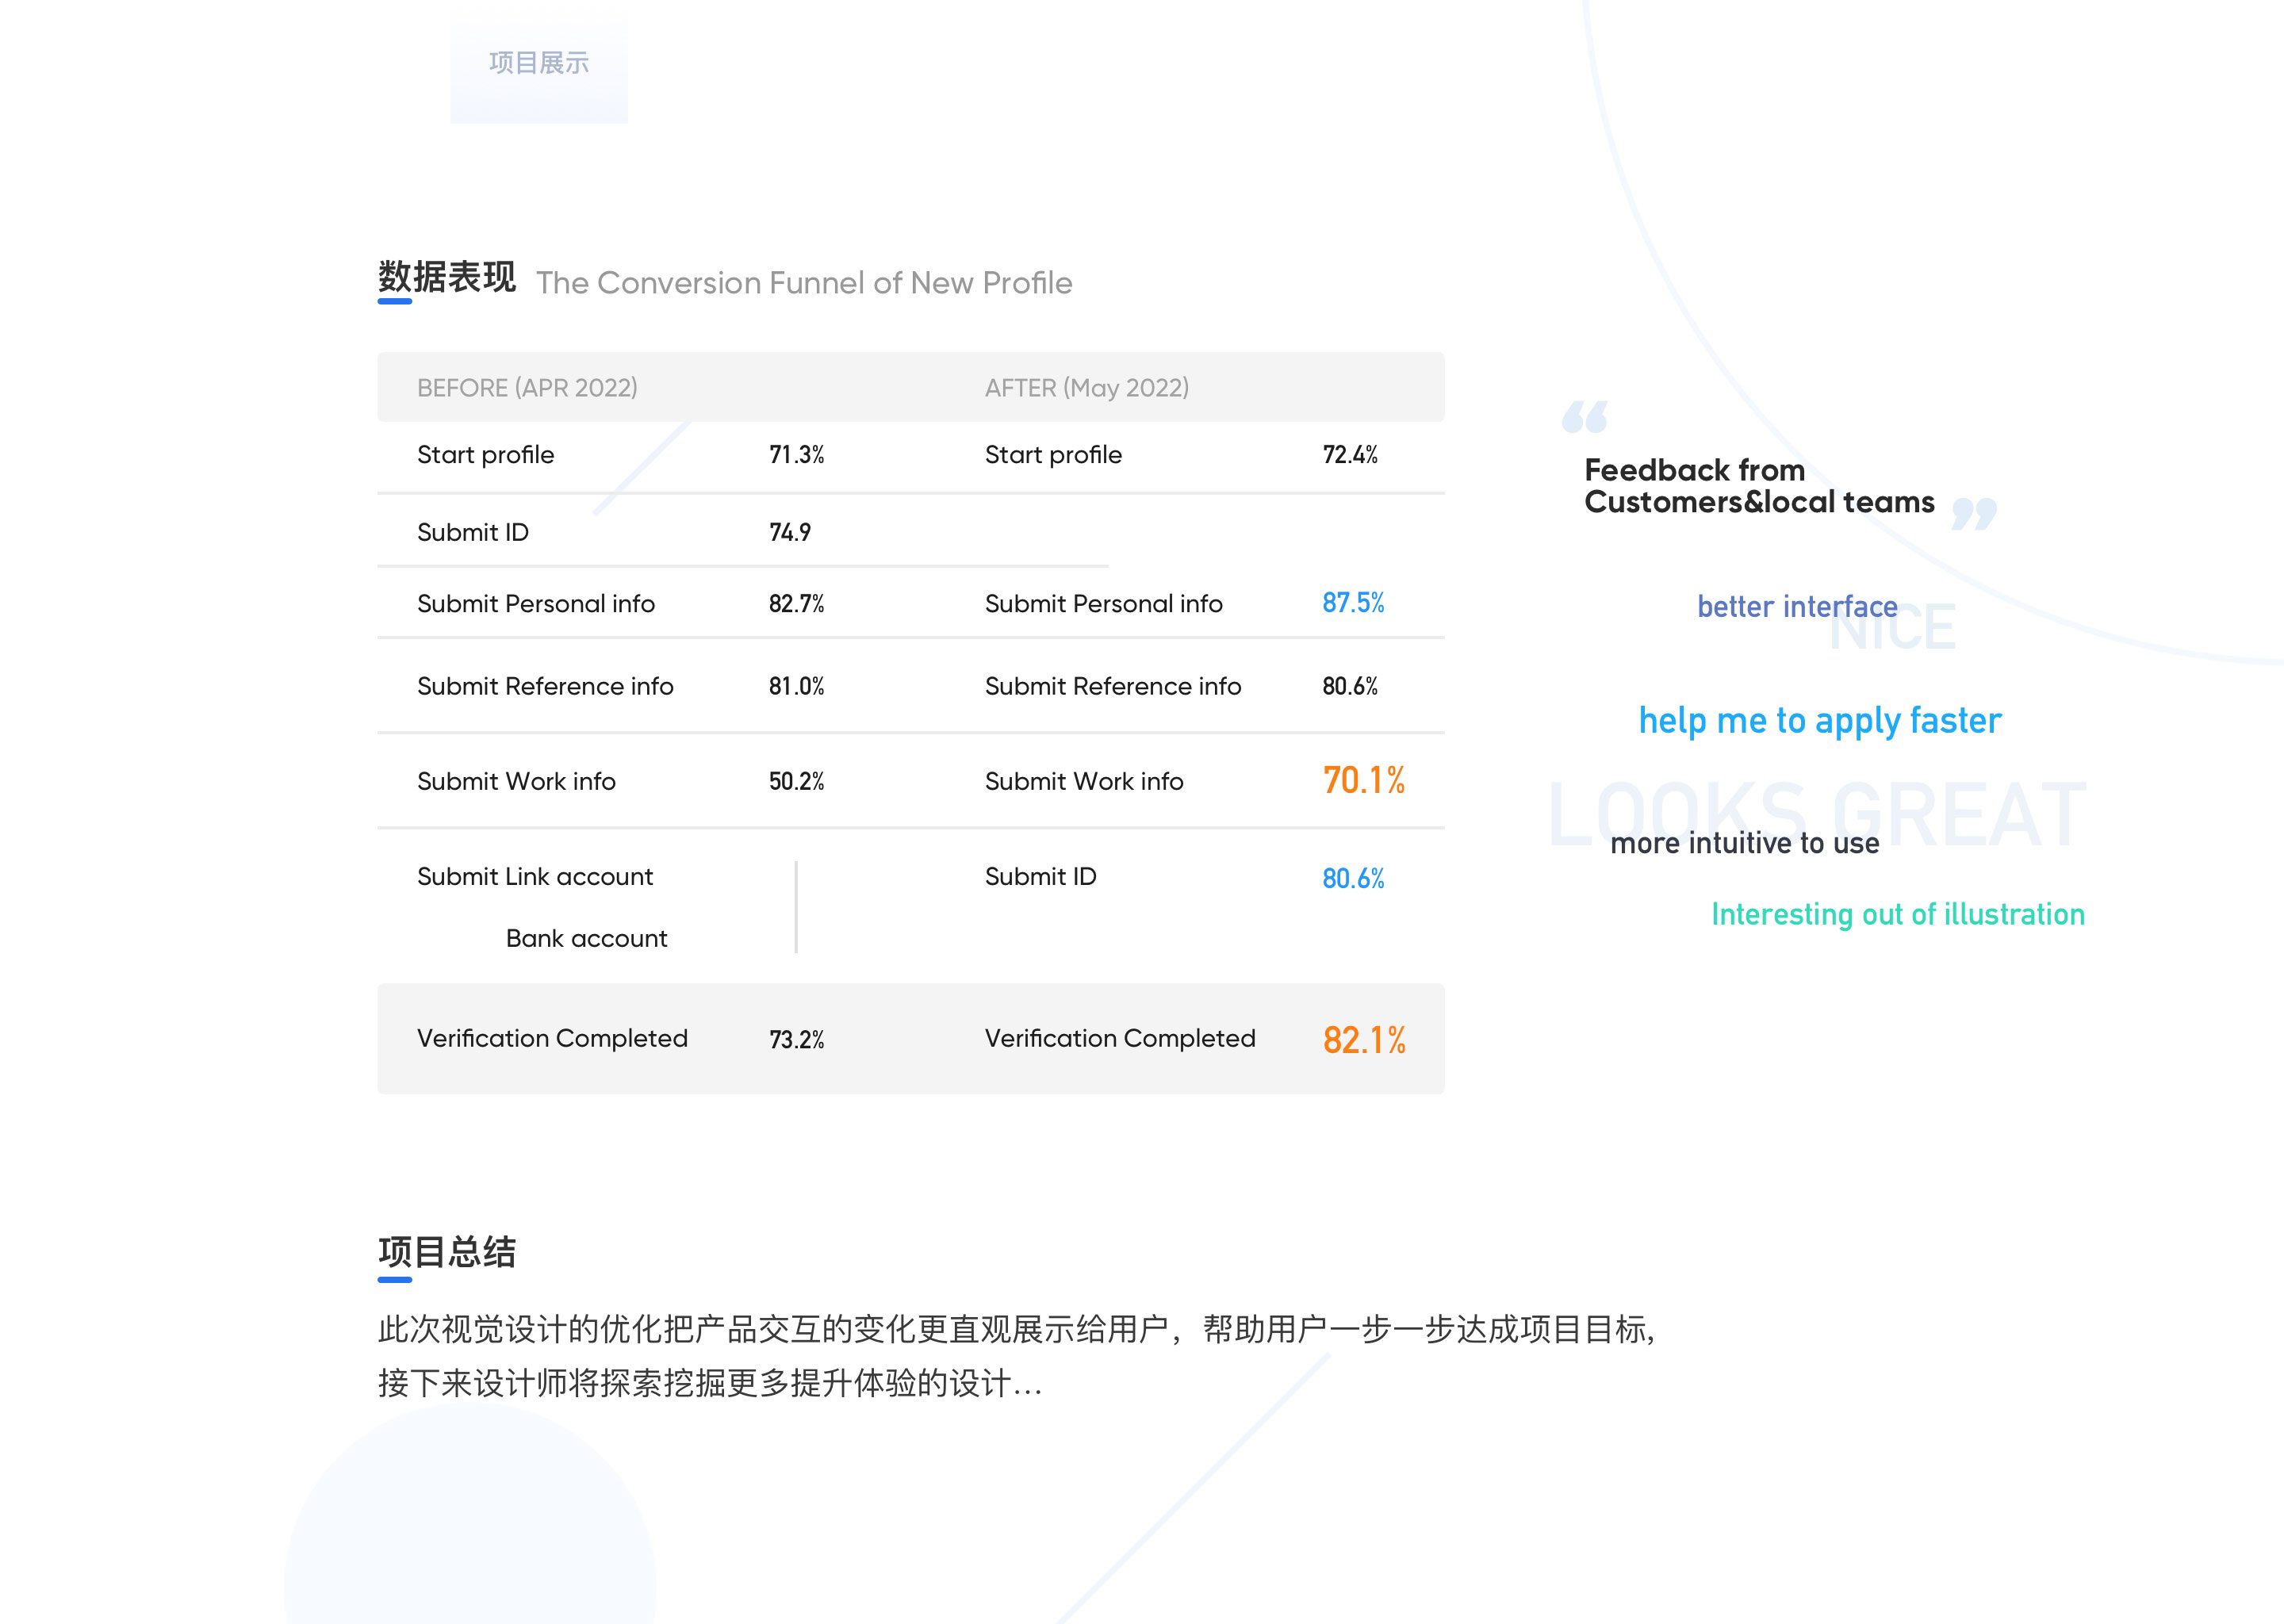 项目展示
数据表现 The Conversion Funnel of New Profile
BEFORE (APR 2022) AFTER (May 2022)
Start profile 71.3% Start profile 72.4%
Submit ID 74.9
Submit Personal info 82.7% Submit Personal info 87.5%
Submit Reference info 81.0% Submit Reference info 80.6%
Submit Work info 50.2% Submit Work info 70.1%
Submit Link account Submit ID 80.6%
Bank account
Verification Completed 73.2% Verification Completed 82.1%
“
Feedback from
Customers&local teams ”
better interface
NICE
help me to apply faster
LOOKS GREAT
more intuitive to use
Interesting out of illustration
项目总结
此次视觉设计的优化把产品交互的变化更直观展示给用户，帮助用户一步一步达成项目目标,
接下来设计师将探索挖掘更多提升体验的设计...